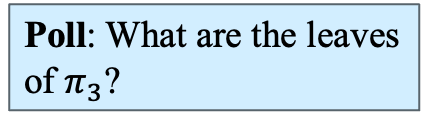 Poll: What are the leaves
of π₃?